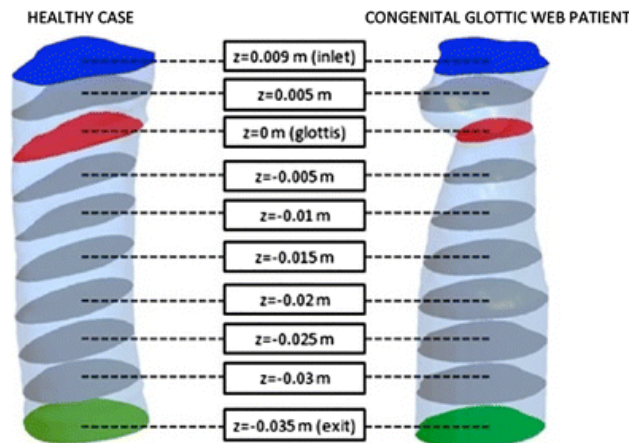 HEALTHY CASE
CONGENITAL GLOTTIC WEB PATIENT
z=0.009 m (inlet)
z=0.005 m
z=0 m (glottis)
z=-0.005 m
z=-0.01 m
z=-0.015 m
z=-0.02 m
z=-0.025 m
z=-0.03 m
z=-0.035 m (exit)